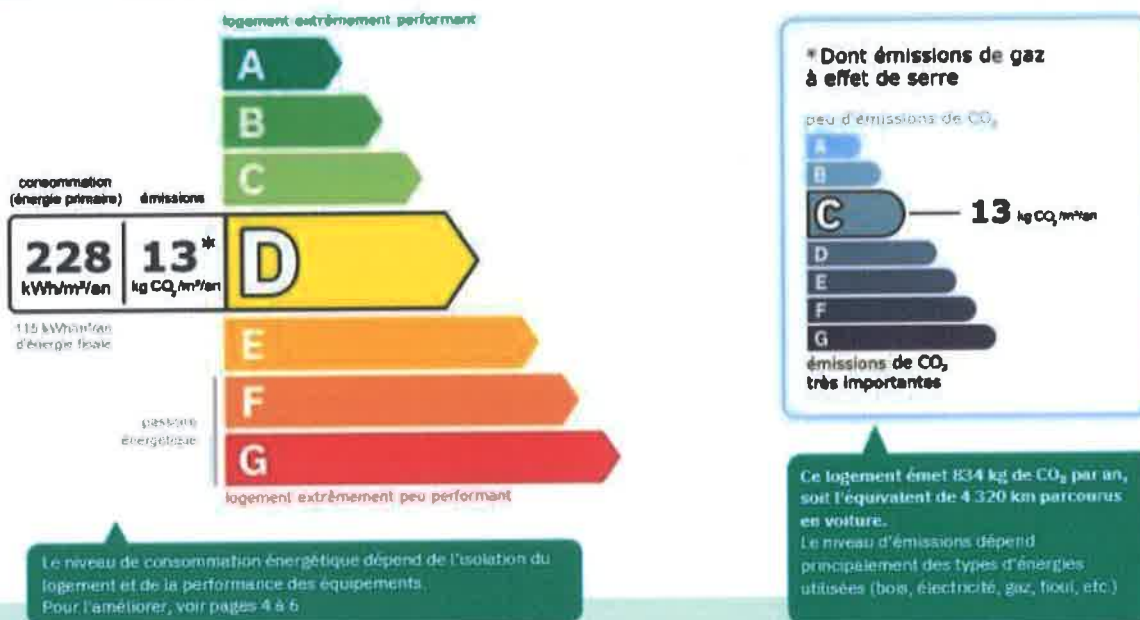 logement extrêmement performant
A
B
C
consommation
(énergie primaire)
émissions
228
kWh/m²/an
13*
kg CO₂/m²/an
D
115 kWh/m²/an
d'énergie finale
E
F
passoire
énergétique
G
logement extrêmement peu performant
Le niveau de consommation énergétique dépend de l'isolation du
logement et de la performance des équipements.
Pour l'améliorer, voir pages 4 à 6
*Dont émissions de gaz
à effet de serre
peu d'émissions de CO₂
A
B
C
13 kg CO₂/m²/an
D
E
F
G
émissions de CO₂
très importantes
Ce logement émet 834 kg de CO₂ par an,
soit l'équivalent de 4 320 km parcourus
en voiture.
Le niveau d'émissions dépend
principalement des types d'énergies
utilisées (bois, électricité, gaz, fioul, etc.)